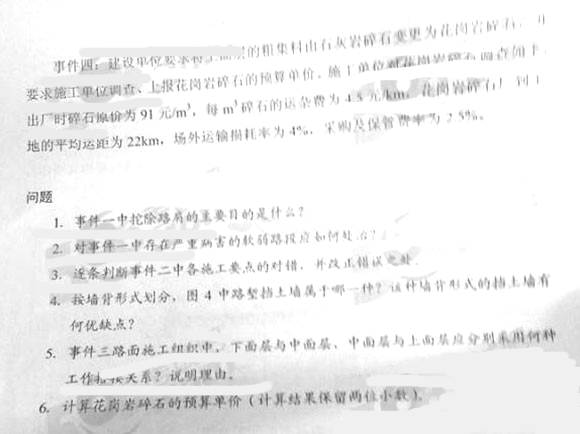 事件四：建设单位要求将上面层的粗集料由石灰岩碎石变更为花岗岩碎石，并
要求施工单位调查、上报花岗岩碎石的预算单价。施工单位对花岗岩碎石调查如下：
出厂时碎石原价为91元/m³，每m³碎石的运杂费为4.5元/km，花岗岩碎石厂到工
地的平均运距为22km，场外运输损耗率为4%，采购及保管费率为2.5%。
问题
1. 事件一中挖除路肩的主要目的是什么？
2. 对事件一中存在严重病害的软弱路段应如何处治？
3. 逐条判断事件二中各施工要点的对错，并改正错误之处。
4. 按墙背形式划分，图4中路堑挡土墙属于哪一种？该种墙背形式的挡土墙有
何优缺点？
5. 事件三路面施工组织中，下面层与中面层、中面层与上面层应分别采用何种
工作搭接关系？说明理由。
6. 计算花岗岩碎石的预算单价（计算结果保留两位小数）。